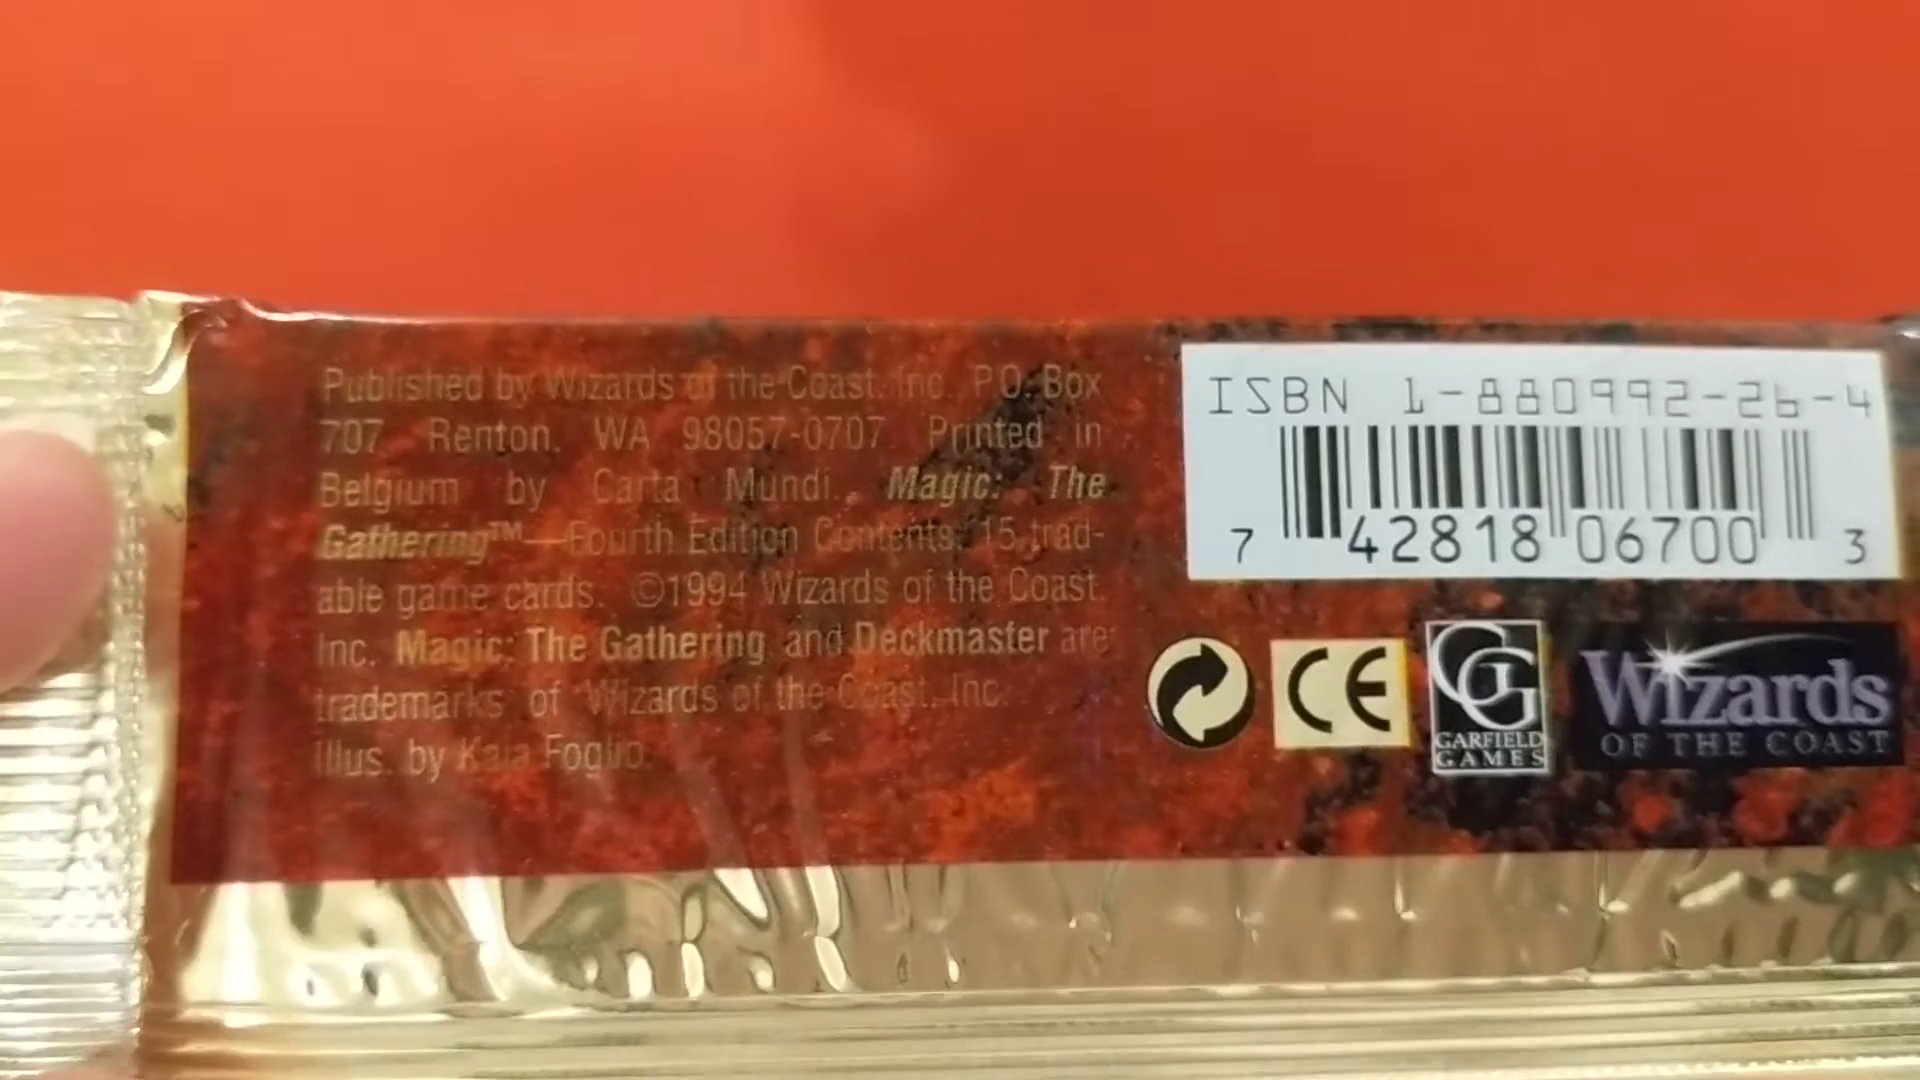 Published by Wizards of the Coast, Inc. P.O. Box
707, Renton, WA 98057-0707. Printed in
Belgium by Carta Mundi. Magic: The
Gathering™—Fourth Edition Contents: 15 trad-
able game cards. ©1994 Wizards of the Coast,
Inc. Magic: The Gathering and Deckmaster are
trademarks of Wizards of the Coast, Inc.
Illus. by Kaja Foglio.
ISBN 1-880992-26-4
7 42818 06700 3
CE
GG
GARFIELD
GAMES
Wizards
OF THE COAST